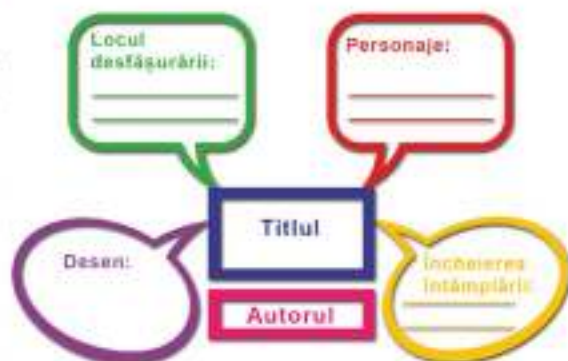 Locul
desfășurării:
Personaje:
Titlul
Desen:
Încheierea
întâmplării:
Autorul